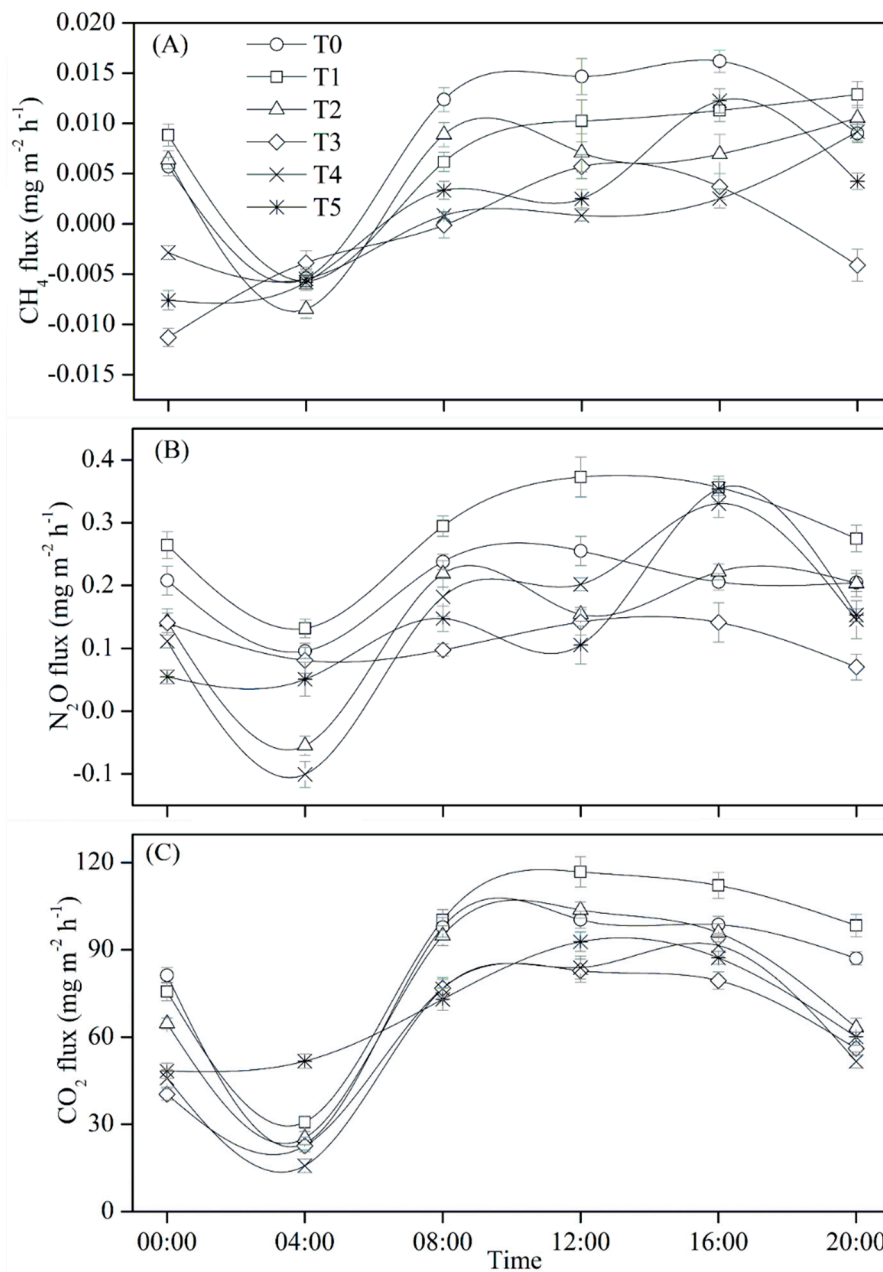 (A)
T0
T1
T2
T3
T4
T5
0.020
0.015
0.010
0.005
0.000
-0.005
-0.010
-0.015
CH₄ flux (mg m⁻² h⁻¹)
(B)
0.4
0.3
0.2
0.1
0.0
-0.1
N₂O flux (mg m⁻² h⁻¹)
(C)
120
90
60
30
0
CO₂ flux (mg m⁻² h⁻¹)
00:00 04:00 08:00 12:00 16:00 20:00
Time